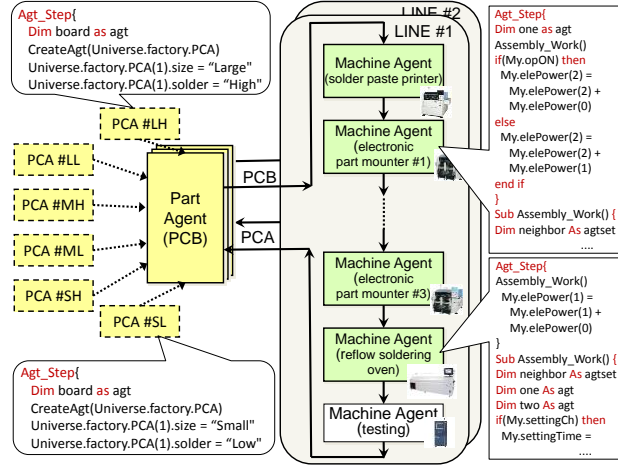 Agt_Step{
Dim board as agt
CreateAgt(Universe.factory.PCA)
Universe.factory.PCA(1).size = “Large”
Universe.factory.PCA(1).solder = “High”
PCA #LH
PCA #LL
PCA #MH
PCA #ML
PCA #SH
PCA #SL
Part
Agent
(PCB)
PCB
PCA
Agt_Step{
Dim board as agt
CreateAgt(Universe.factory.PCA)
Universe.factory.PCA(1).size = “Small”
Universe.factory.PCA(1).solder = “Low”
LINE #2
LINE #1
Machine Agent
(solder paste printer)
Machine Agent
(electronic
part mounter #1)
Machine Agent
(electronic
part mounter #3)
Machine Agent
(reflow soldering
oven)
Machine Agent
(testing)
Agt_Step{
Dim one as agt
Assembly_Work()
if(My.opON) then
My.elePower(2) =
My.elePower(2) +
My.elePower(0)
else
My.elePower(2) =
My.elePower(2) +
My.elePower(1)
end if
}
Sub Assembly_Work() {
Dim neighbor As agtset
....
Agt_Step{
Assembly_Work()
My.elePower(1) =
My.elePower(1) +
My.elePower(0)
}
Sub Assembly_Work() {
Dim neighbor As agtset
Dim one As agt
Dim two As agt
if(My.settingCh) then
My.settingTime =
....